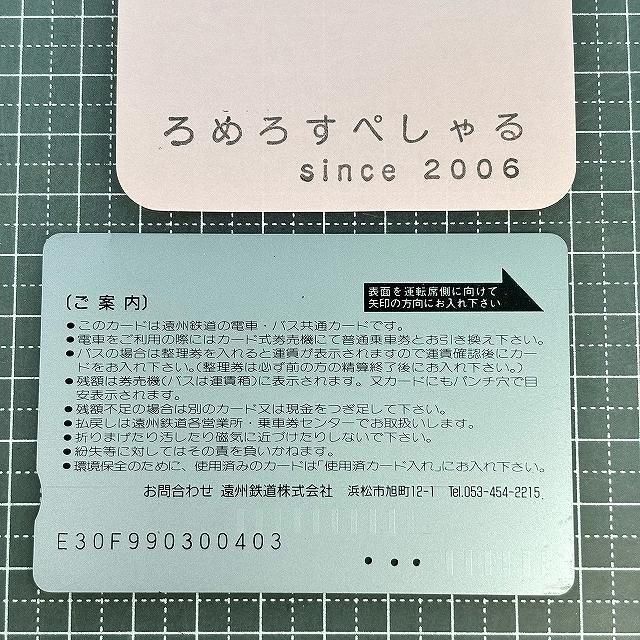 ろめろすぺしゃる
since 2006
表面を運転席側に向けて
矢印の方向にお入れ下さい
〔ご案内〕
●このカードは遠州鉄道の電車・バス共通カードです。
●電車をご利用の際にはカード式券売機にて普通乗車券とお引き換え下さい。
●バスの場合は整理券を入れると運賃が表示されますので運賃確認後にカー
ドをお入れ下さい。(整理券は必ず前の方の精算終了後にお入れ下さい。)
●残額は券売機(バスは運賃箱)に表示されます。又カードにもパンチ穴で目
安表示されます。
●残額不足の場合は別のカード又は現金をつぎ足して下さい。
●払戻しは遠州鉄道各営業所・乗車券センターでお取扱いします。
●折りまげたり汚したり磁気に近づけたりしないで下さい。
●紛失等に対してはその責を負いかねます。
●環境保全のために、使用済みのカードは「使用済カード入れ」にお入れ下さい。
お問合わせ 遠州鉄道株式会社 浜松市旭町12-1 Tel.053-454-2215
E30F990300403